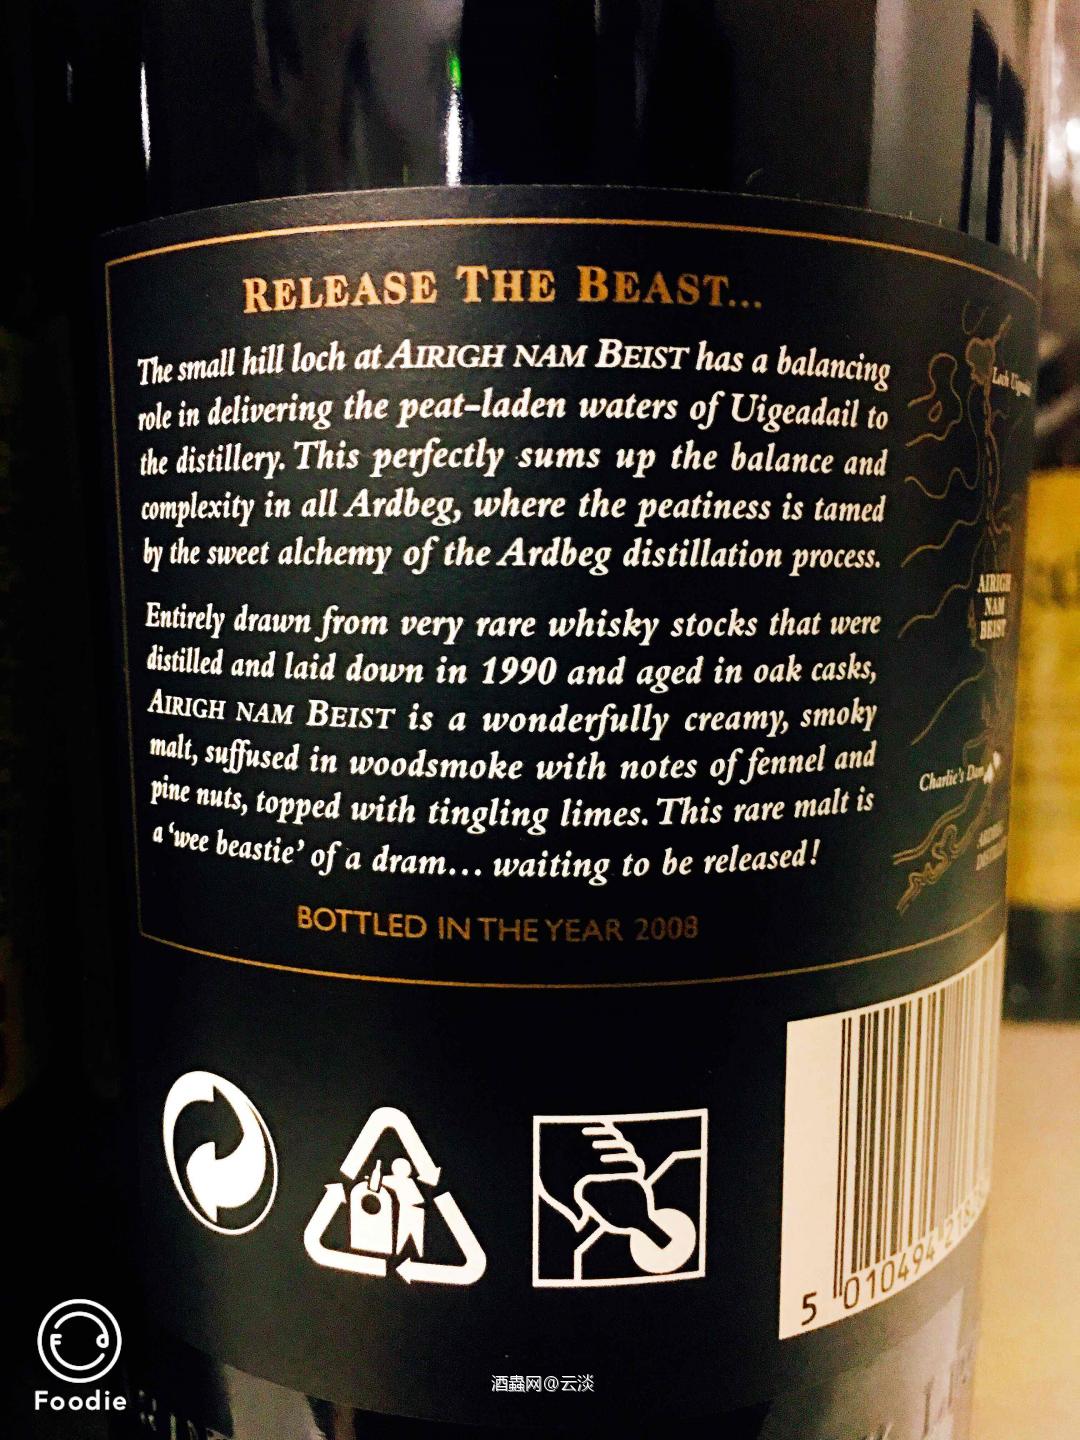 RELEASE THE BEAST...
The small hill loch at AIRIGH NAM BEIST has a balancing
role in delivering the peat-laden waters of Uigeadail to
the distillery. This perfectly sums up the balance and
complexity in all Ardbeg, where the peatiness is tamed
by the sweet alchemy of the Ardbeg distillation process.
Entirely drawn from very rare whisky stocks that were
distilled and laid down in 1990 and aged in oak casks,
AIRIGH NAM BEIST is a wonderfully creamy, smoky
malt, suffused in woodsmoke with notes of fennel and
pine nuts, topped with tingling limes. This rare malt is
a 'wee beastie' of a dram... waiting to be released!
BOTTLED IN THE YEAR 2008
Loch
AIRIGH
NAM
BEIST
Charlie's Dam
5 010494
Foodie
酒蟲网@云淡